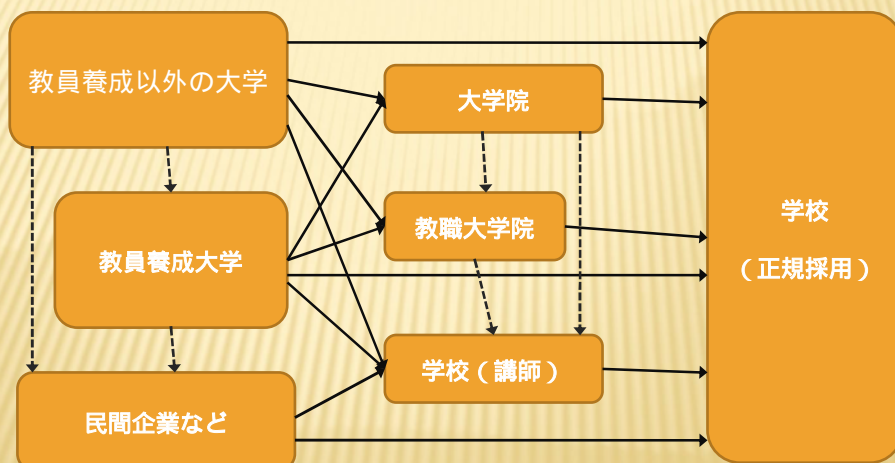 教員養成以外の大学
大学院
教職大学院
教員養成大学
学校（講師）
民間企業など
学校
（正規採用）